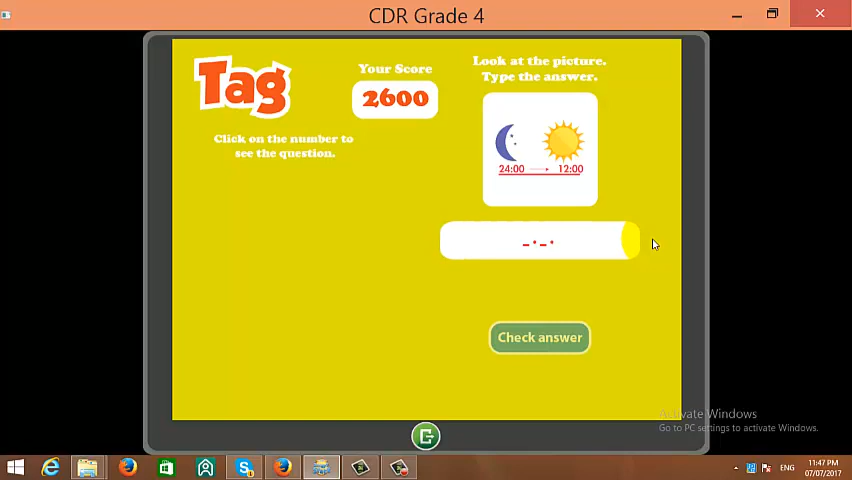 CDR Grade 4
Tag
Your Score
2600
Look at the picture.
Type the answer.
Click on the number to
see the question.
24:00 → 12:00
_._.
Check answer
Activate Windows
Go to PC settings to activate Windows.
ENG
11:47 PM
07/07/2017